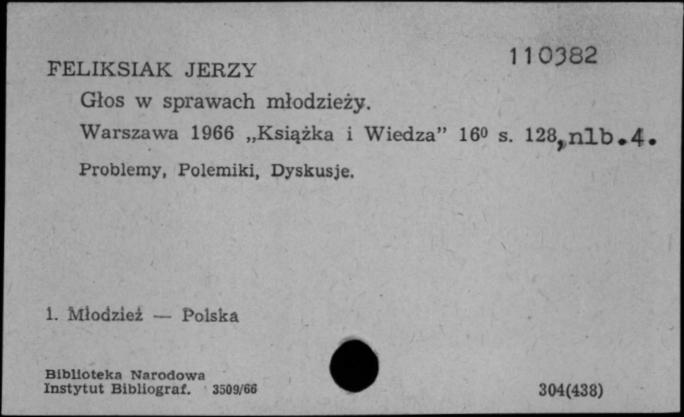 110382
FELIKSIAK JERZY
Głos w sprawach młodzieży.
Warszawa 1966 „Książka i Wiedza” 16⁰ s. 128, nlb.4.
Problemy, Polemiki, Dyskusje.
1. Młodzież — Polska
Biblioteka Narodowa
Instytut Bibliograf. 3509/66
304(438)